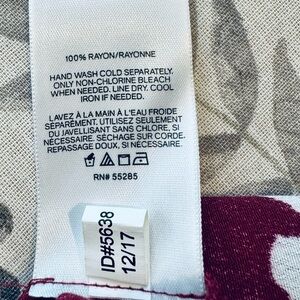 100% RAYON/RAYONNE
HAND WASH COLD SEPARATELY.
ONLY NON-CHLORINE BLEACH
WHEN NEEDED. LINE DRY. COOL
IRON IF NEEDED.
LAVEZ À LA MAIN À L'EAU FROIDE
SÉPARÉMENT. UTILISEZ SEULEMENT
DU JAVELLISANT SANS CHLORE, SI
NÉCESSAIRE. SÉCHAGE SUR CORDE.
REPASSAGE DOUX, SI NÉCESSAIRE.
RN# 55285
ID#5638
12/17